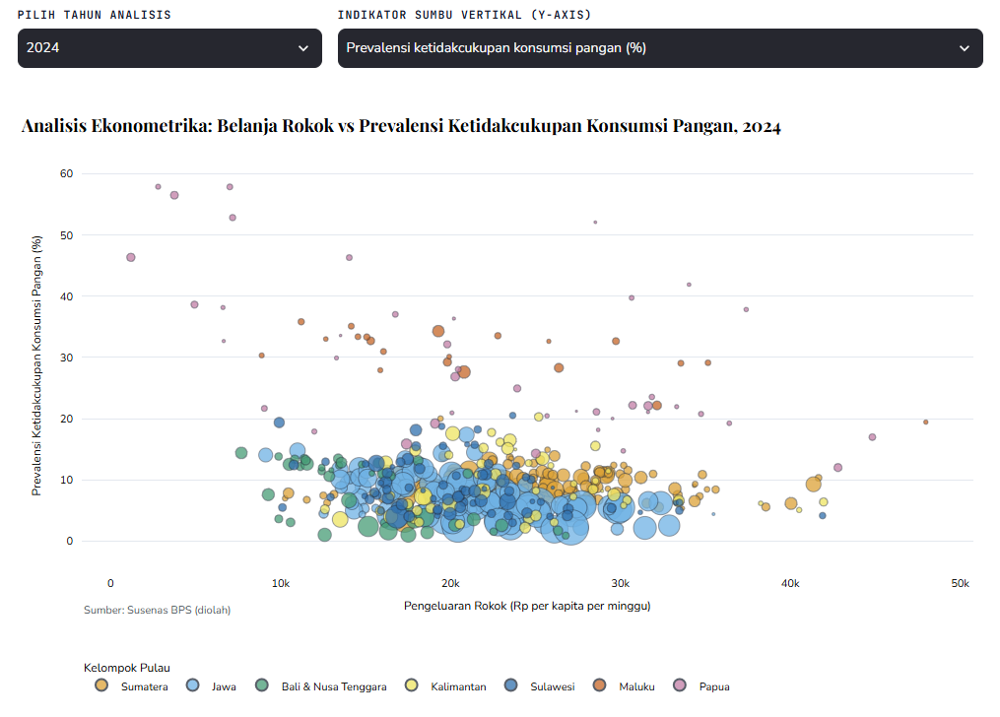 PILIH TAHUN ANALISIS
INDIKATOR SUMBU VERTIKAL (Y-AXIS)
2024
Prevalensi ketidakcukupan konsumsi pangan (%)
Analisis Ekonometrika: Belanja Rokok vs Prevalensi Ketidakcukupan Konsumsi Pangan, 2024
Prevalensi Ketidakcukupan Konsumsi Pangan (%)
60
50
40
30
20
10
0
0 10k 20k 30k 40k 50k
Pengeluaran Rokok (Rp per kapita per minggu)
Sumber: Susenas BPS (diolah)
Kelompok Pulau
Sumatera Jawa Bali & Nusa Tenggara Kalimantan Sulawesi Maluku Papua